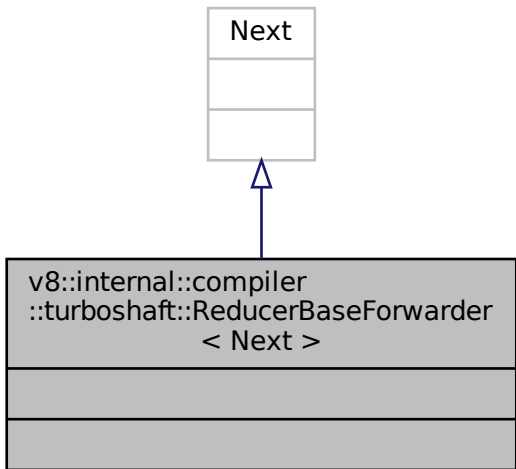 Next
v8::internal::compiler
::turboshaft::ReducerBaseForwarder
< Next >